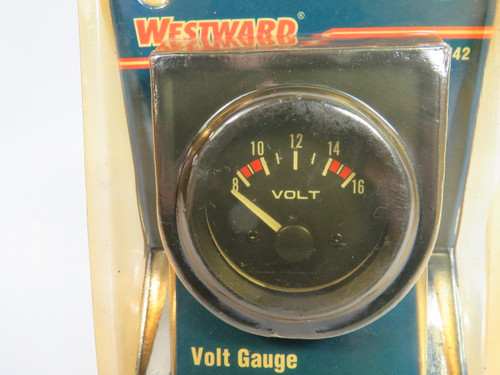 WESTWARD®
42
8 10 12 14 16
VOLT
Volt Gauge